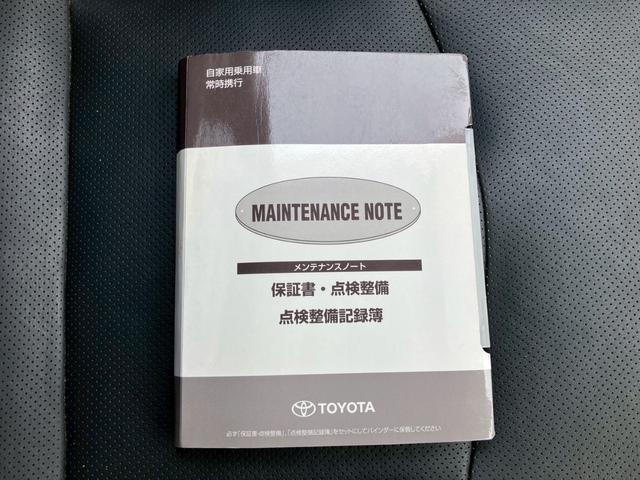 自家用乗用車
常時携行
MAINTENANCE NOTE
メンテナンスノート
保証書・点検整備
点検整備記録簿
TOYOTA
必ず「保証書・点検整備」、「点検整備記録簿」をセットにしてバインダーに保管してください